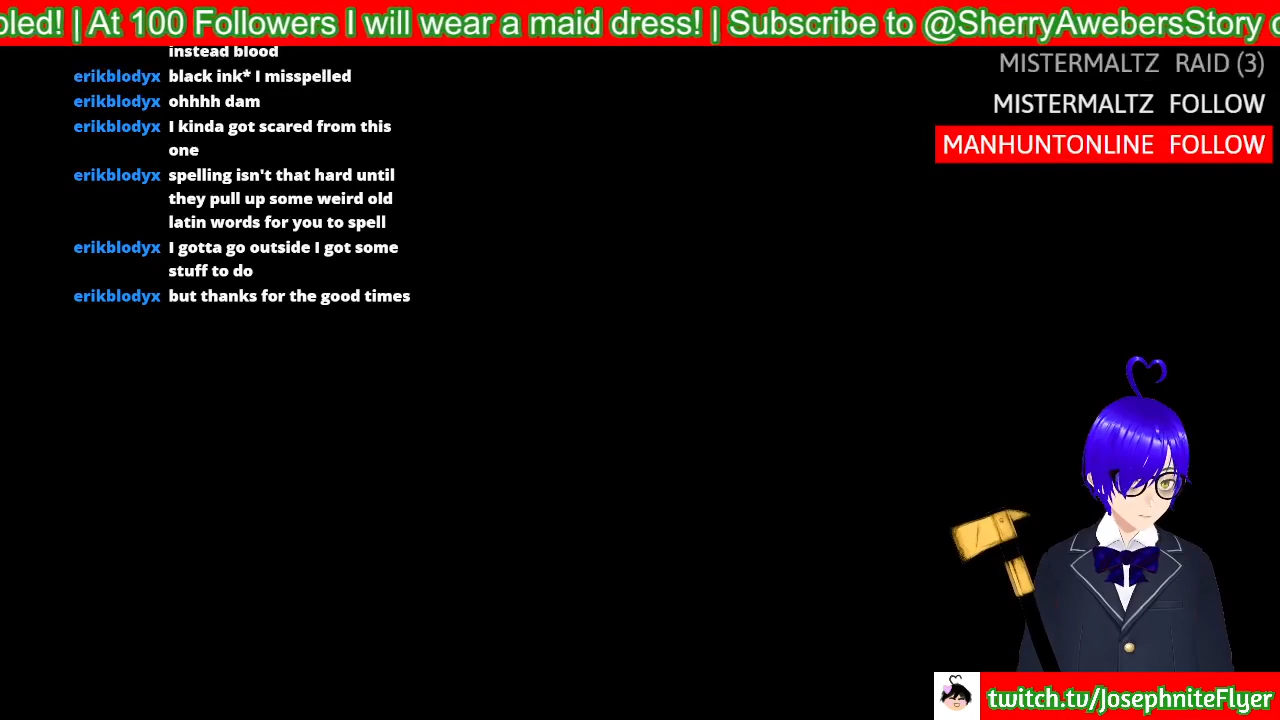 oled! | At 100 Followers I will wear a maid dress! | Subscribe to @SherryAwebersStory
instead blood
erikblodyx black ink* I misspelled
erikblodyx ohhhh dam
erikblodyx I kinda got scared from this
one
erikblodyx spelling isn't that hard until
they pull up some weird old
latin words for you to spell
erikblodyx I gotta go outside I got some
stuff to do
erikblodyx but thanks for the good times
MISTERMALTZ RAID (3)
MISTERMALTZ FOLLOW
MANHUNTONLINE FOLLOW
twitch.tv/JosephniteFlyer